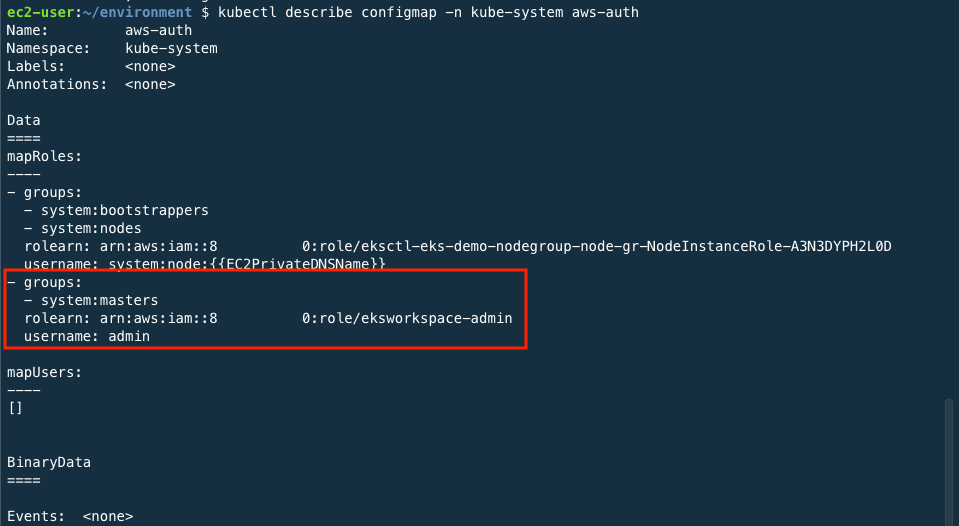 ec2-user:~/environment $ kubectl describe configmap -n kube-system aws-auth
Name:         aws-auth
Namespace:    kube-system
Labels:       <none>
Annotations:  <none>

Data
====
mapRoles:
----
- groups:
  - system:bootstrappers
  - system:nodes
  rolearn: arn:aws:iam::8          0:role/eksctl-eks-demo-nodegroup-node-gr-NodeInstanceRole-A3N3DYPH2L0D
  username: system:node:{{EC2PrivateDNSName}}
- groups:
  - system:masters
  rolearn: arn:aws:iam::8          0:role/eksworkspace-admin
  username: admin

mapUsers:
----
[]


BinaryData
====

Events:  <none>